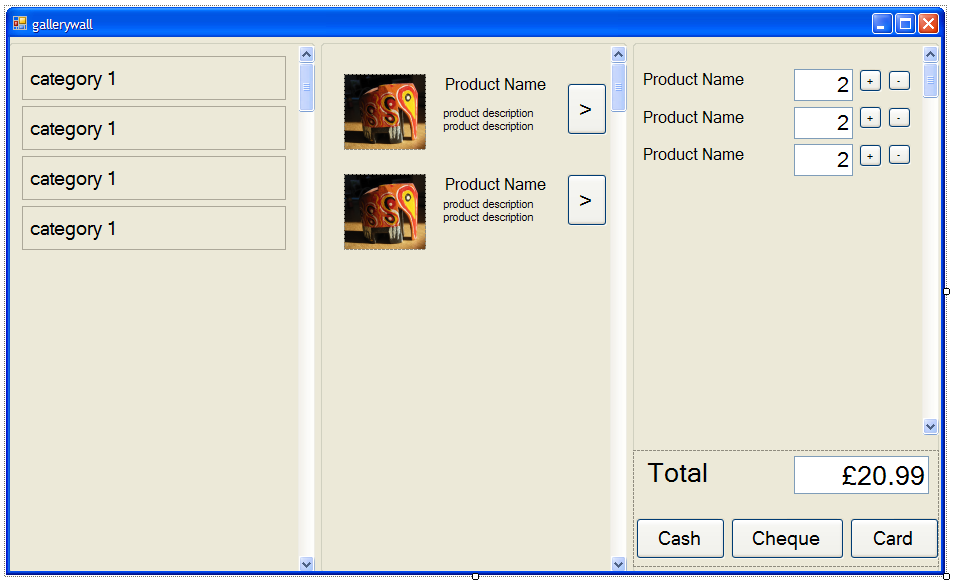 gallerywall
category 1
category 1
category 1
category 1
Product Name
product description
product description
>
Product Name
product description
product description
>
Product Name 2 + -
Product Name 2 + -
Product Name 2 + -
Total £20.99
Cash Cheque Card